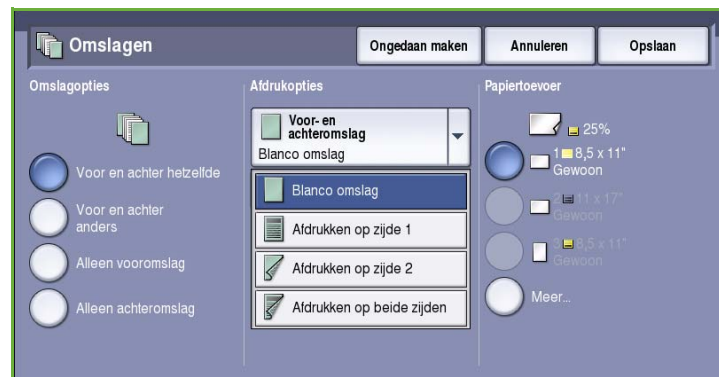 Omslagen
Ongedaan maken
Annuleren
Opslaan
Omslagopties
Voor en achter hetzelfde
Voor en achter
anders
Alleen vooromslag
Alleen achteromslag
Afdrukopties
Voor- en
achteromslag
Blanco omslag
Blanco omslag
Afdrukken op zijde 1
Afdrukken op zijde 2
Afdrukken op beide zijden
Papiertoevoer
25%
1 8,5 x 11"
Gewoon
2 11 x 17"
Gewoon
3 8,5 x 11"
Gewoon
Meer...